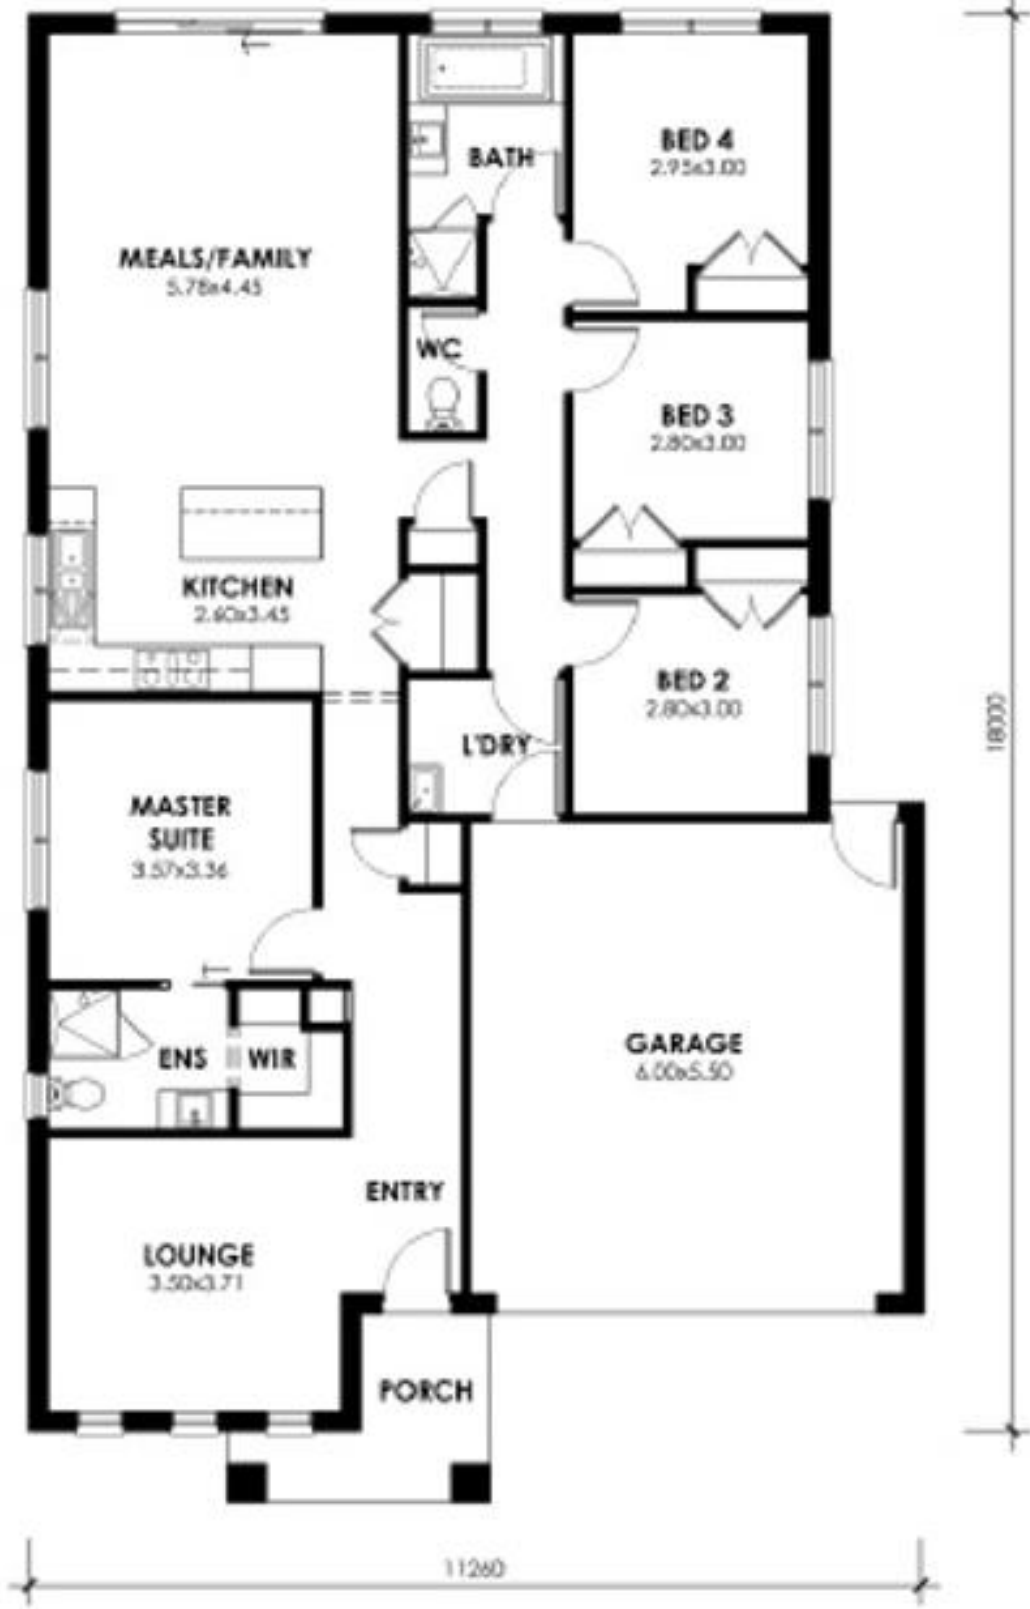 BED 4
2.95x3.00
BATH
MEALS/FAMILY
5.78x4.45
WC
BED 3
2.80x3.00
KITCHEN
2.60x3.45
BED 2
2.80x3.00
18000
L'DRY
MASTER
SUITE
3.57x3.36
GARAGE
6.00x5.50
ENS
WIR
ENTRY
LOUNGE
3.50x3.71
PORCH
11260